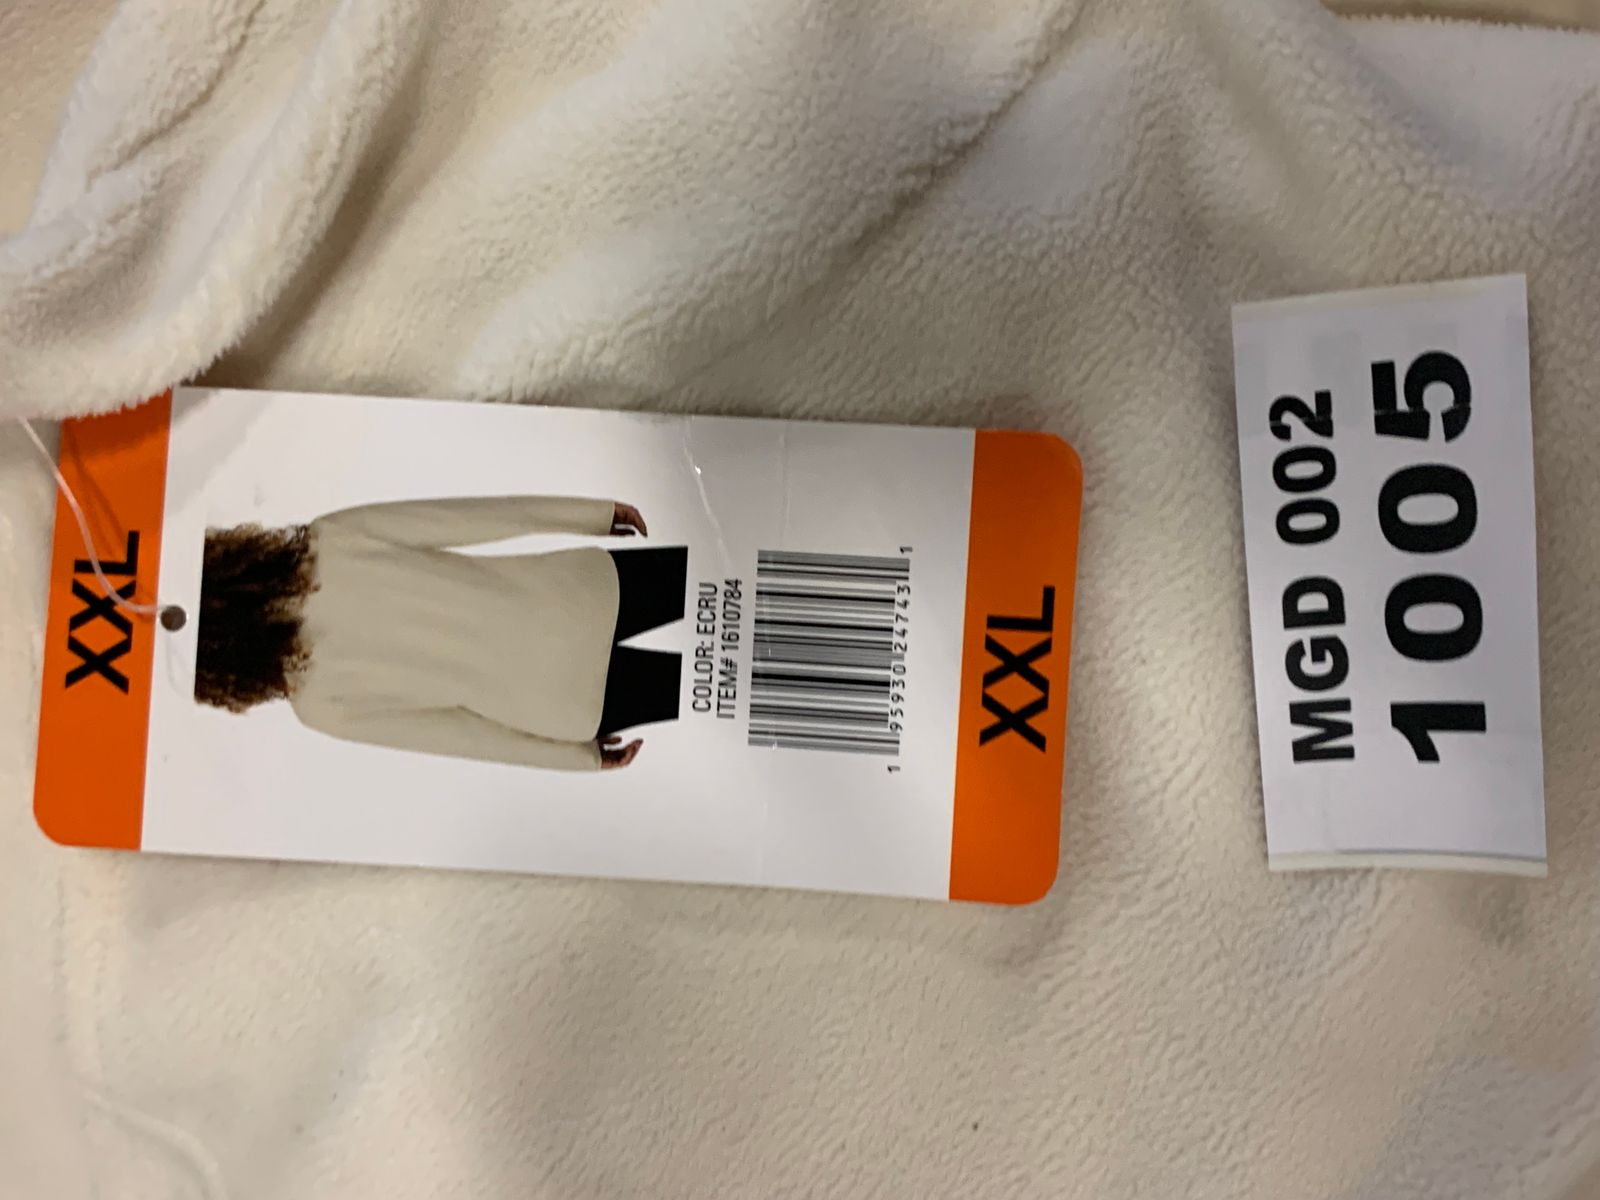 XXL
COLOR: ECRU
ITEM# 1610784
1 95930 24743 1
XXL
MGD 002
1005